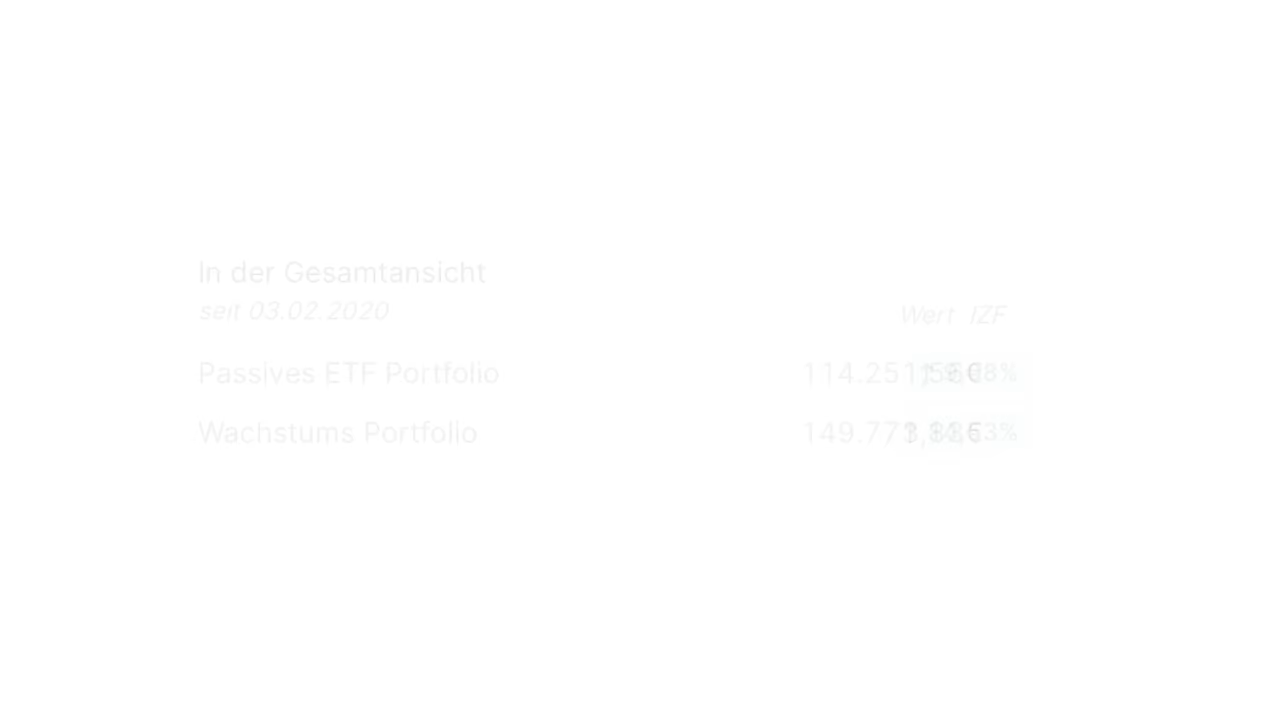 In der Gesamtansicht
seit 03.02.2020
Wert IZF
Passives ETF Portfolio
Wachstums Portfolio